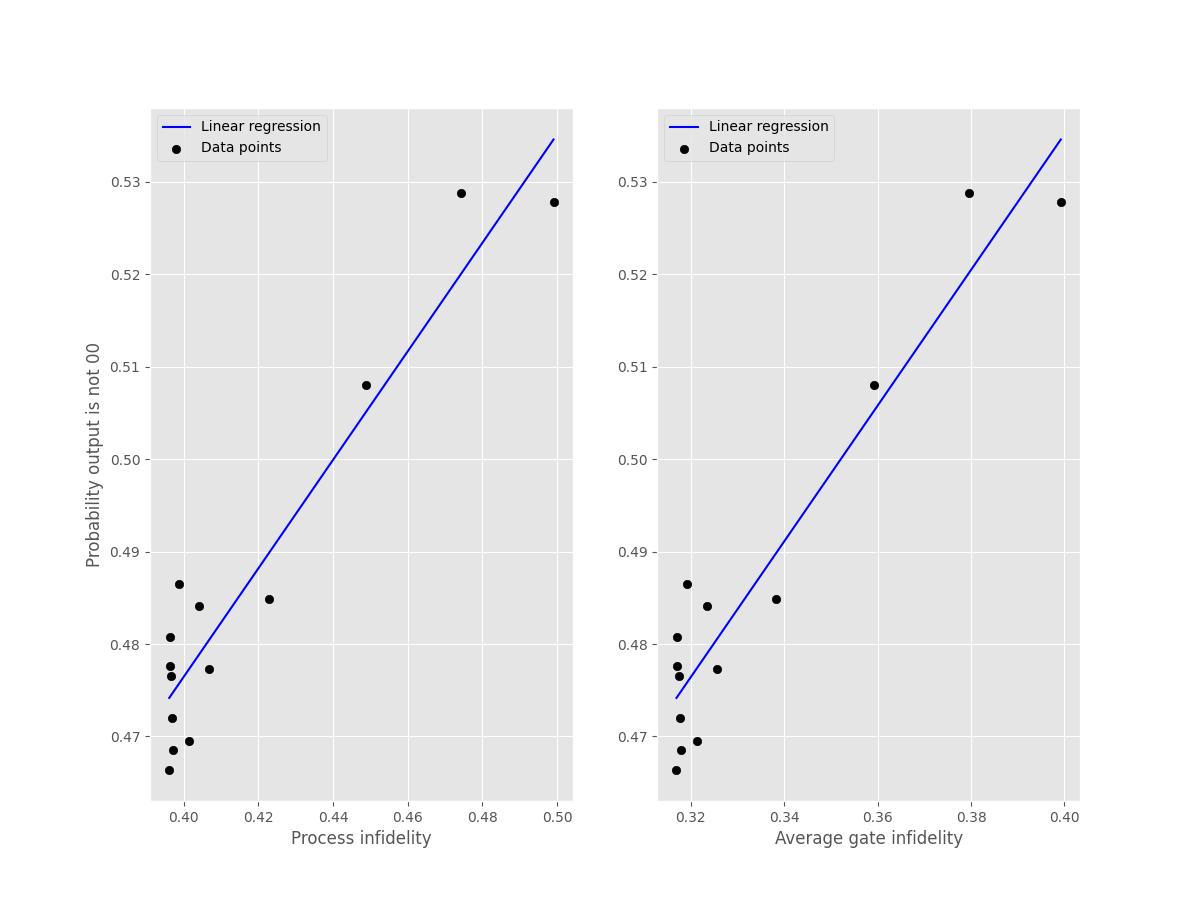 Linear regression
Data points
0.53
0.52
0.51
0.50
0.49
0.48
0.47
Probability output is not 00
0.40 0.42 0.44 0.46 0.48 0.50
Process infidelity
Linear regression
Data points
0.53
0.52
0.51
0.50
0.49
0.48
0.47
0.32 0.34 0.36 0.38 0.40
Average gate infidelity